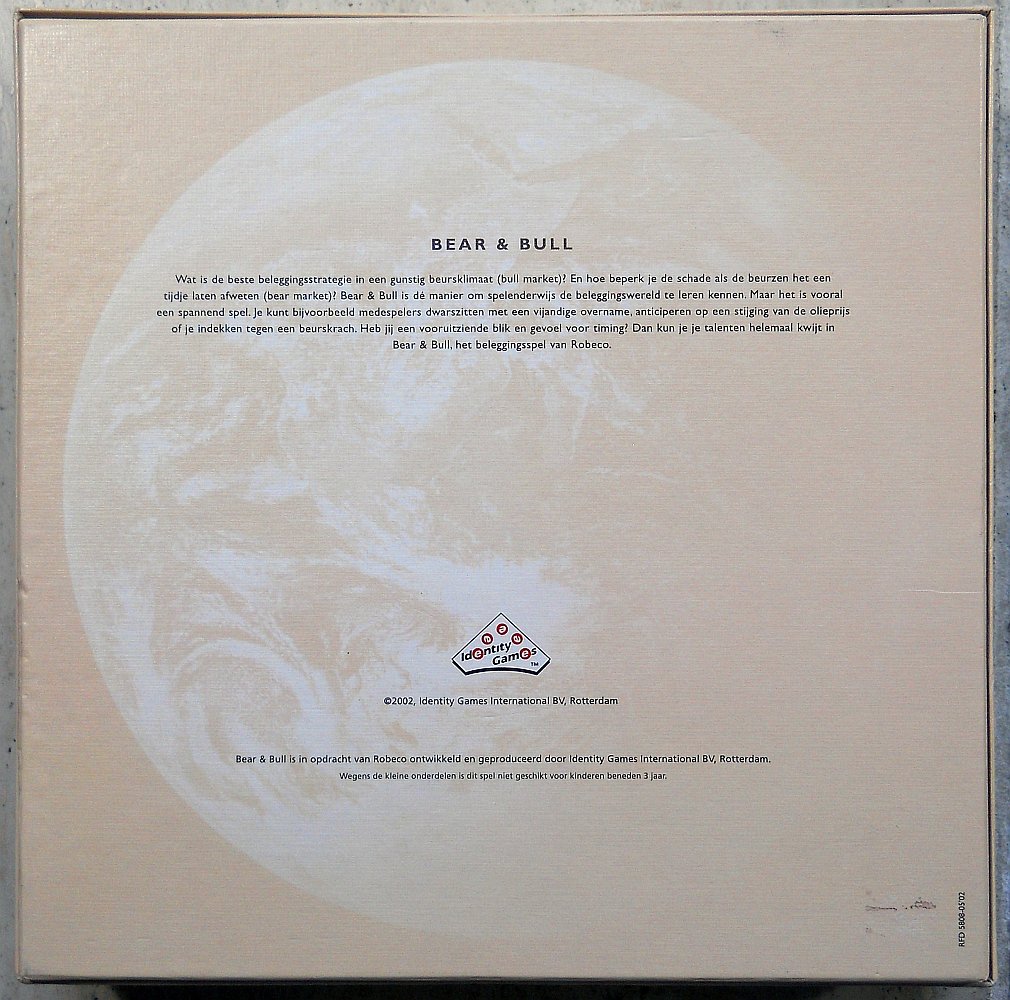 BEAR & BULL
Wat is de beste beleggingsstrategie in een gunstig beursklimaat (bull market)? En hoe beperk je de schade als de beurzen het een
tijdje laten afweten (bear market)? Bear & Bull is dé manier om spelenderwijs de beleggingswereld te leren kennen. Maar het is vooral
een spannend spel. Je kunt bijvoorbeeld medespelers dwarszitten met een vijandige overname, anticiperen op een stijging van de olieprijs
of je indekken tegen een beurskrach. Heb jij een vooruitziende blik en gevoel voor timing? Dan kun je je talenten helemaal kwijt in
Bear & Bull, het beleggingsspel van Robeco.
Identity
Games
TM
©2002, Identity Games International BV, Rotterdam
Bear & Bull is in opdracht van Robeco ontwikkeld en geproduceerd door Identity Games International BV, Rotterdam.
Wegens de kleine onderdelen is dit spel niet geschikt voor kinderen beneden 3 jaar.
RFD 5808-05'02